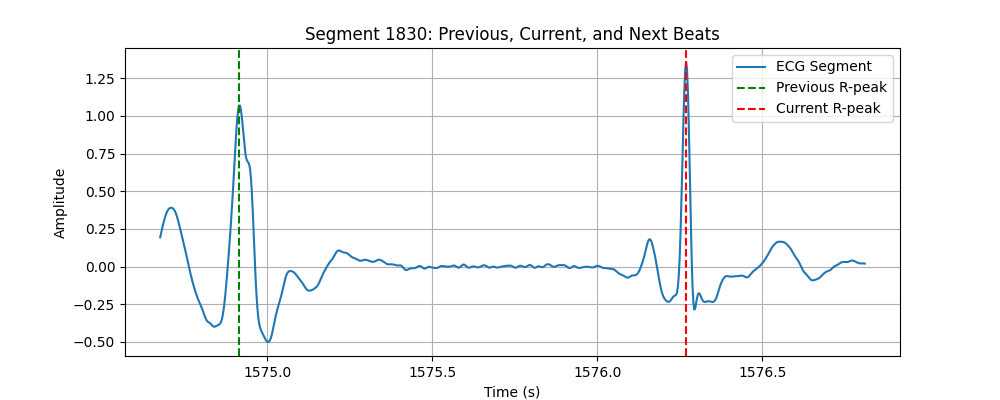 Segment 1830: Previous, Current, and Next Beats
ECG Segment
Previous R-peak
Current R-peak
Amplitude
1.25
1.00
0.75
0.50
0.25
0.00
−0.25
−0.50
1575.0
1575.5
1576.0
1576.5
Time (s)